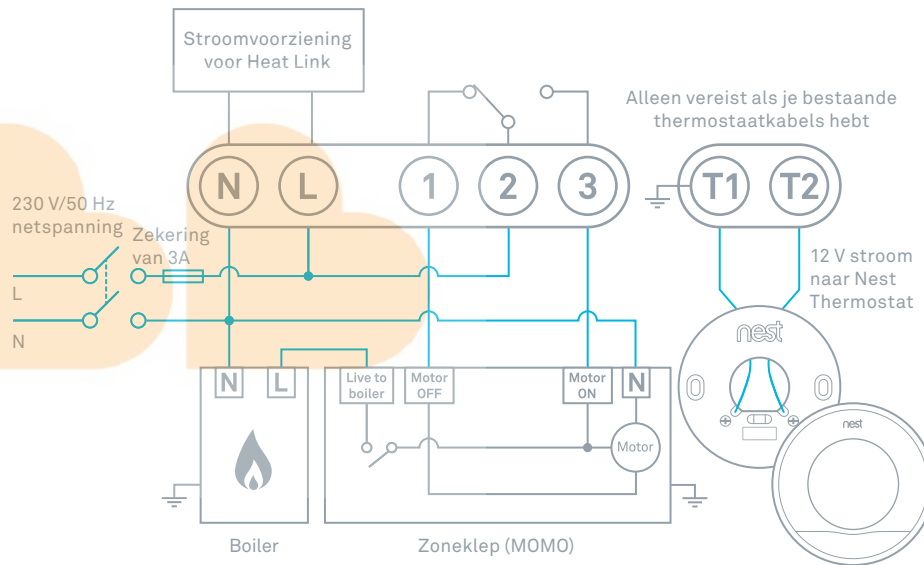 Stroomvoorziening
voor Heat Link
Alleen vereist als je bestaande
thermostaatkabels hebt
N
L
1
2
3
T1
T2
230 V/50 Hz
netspanning
Zekering
van 3A
L
N
12 V stroom
naar Nest
Thermostat
nest
N
L
Live to
boiler
Motor
OFF
Motor
ON
N
Motor
nest
Boiler
Zoneklep (MOMO)